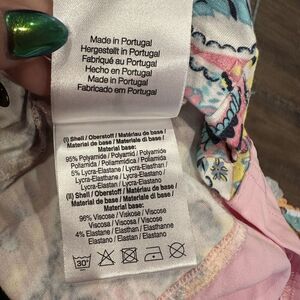 Made in Portugal
Hergestellt in Portugal
Fabriqué au Portugal
Hecho en Portugal
Made in Portugal
Fabricado em Portugal
(I) Shell / Oberstoff / Matériau de base /
Material de base / Materiale di base /
Material base:
95% Polyamide / Polyamid / Polyamide /
Poliamida / Poliammidica / Poliamida
5% Lycra-Elastane / Lycra-Elasthan /
Lycra-Élasthanne / Lycra-Elastano /
Lycra-Elastan / Lycra-Elastano
(II) Shell / Oberstoff / Matériau de base /
Material de base / Materiale di base /
Material base:
96% Viscose / Viskose / Viscose /
Viscosa / Viscosa / Viscose
4% Elastane / Elasthan / Élasthanne /
Elastano / Elastan / Elastano
30°